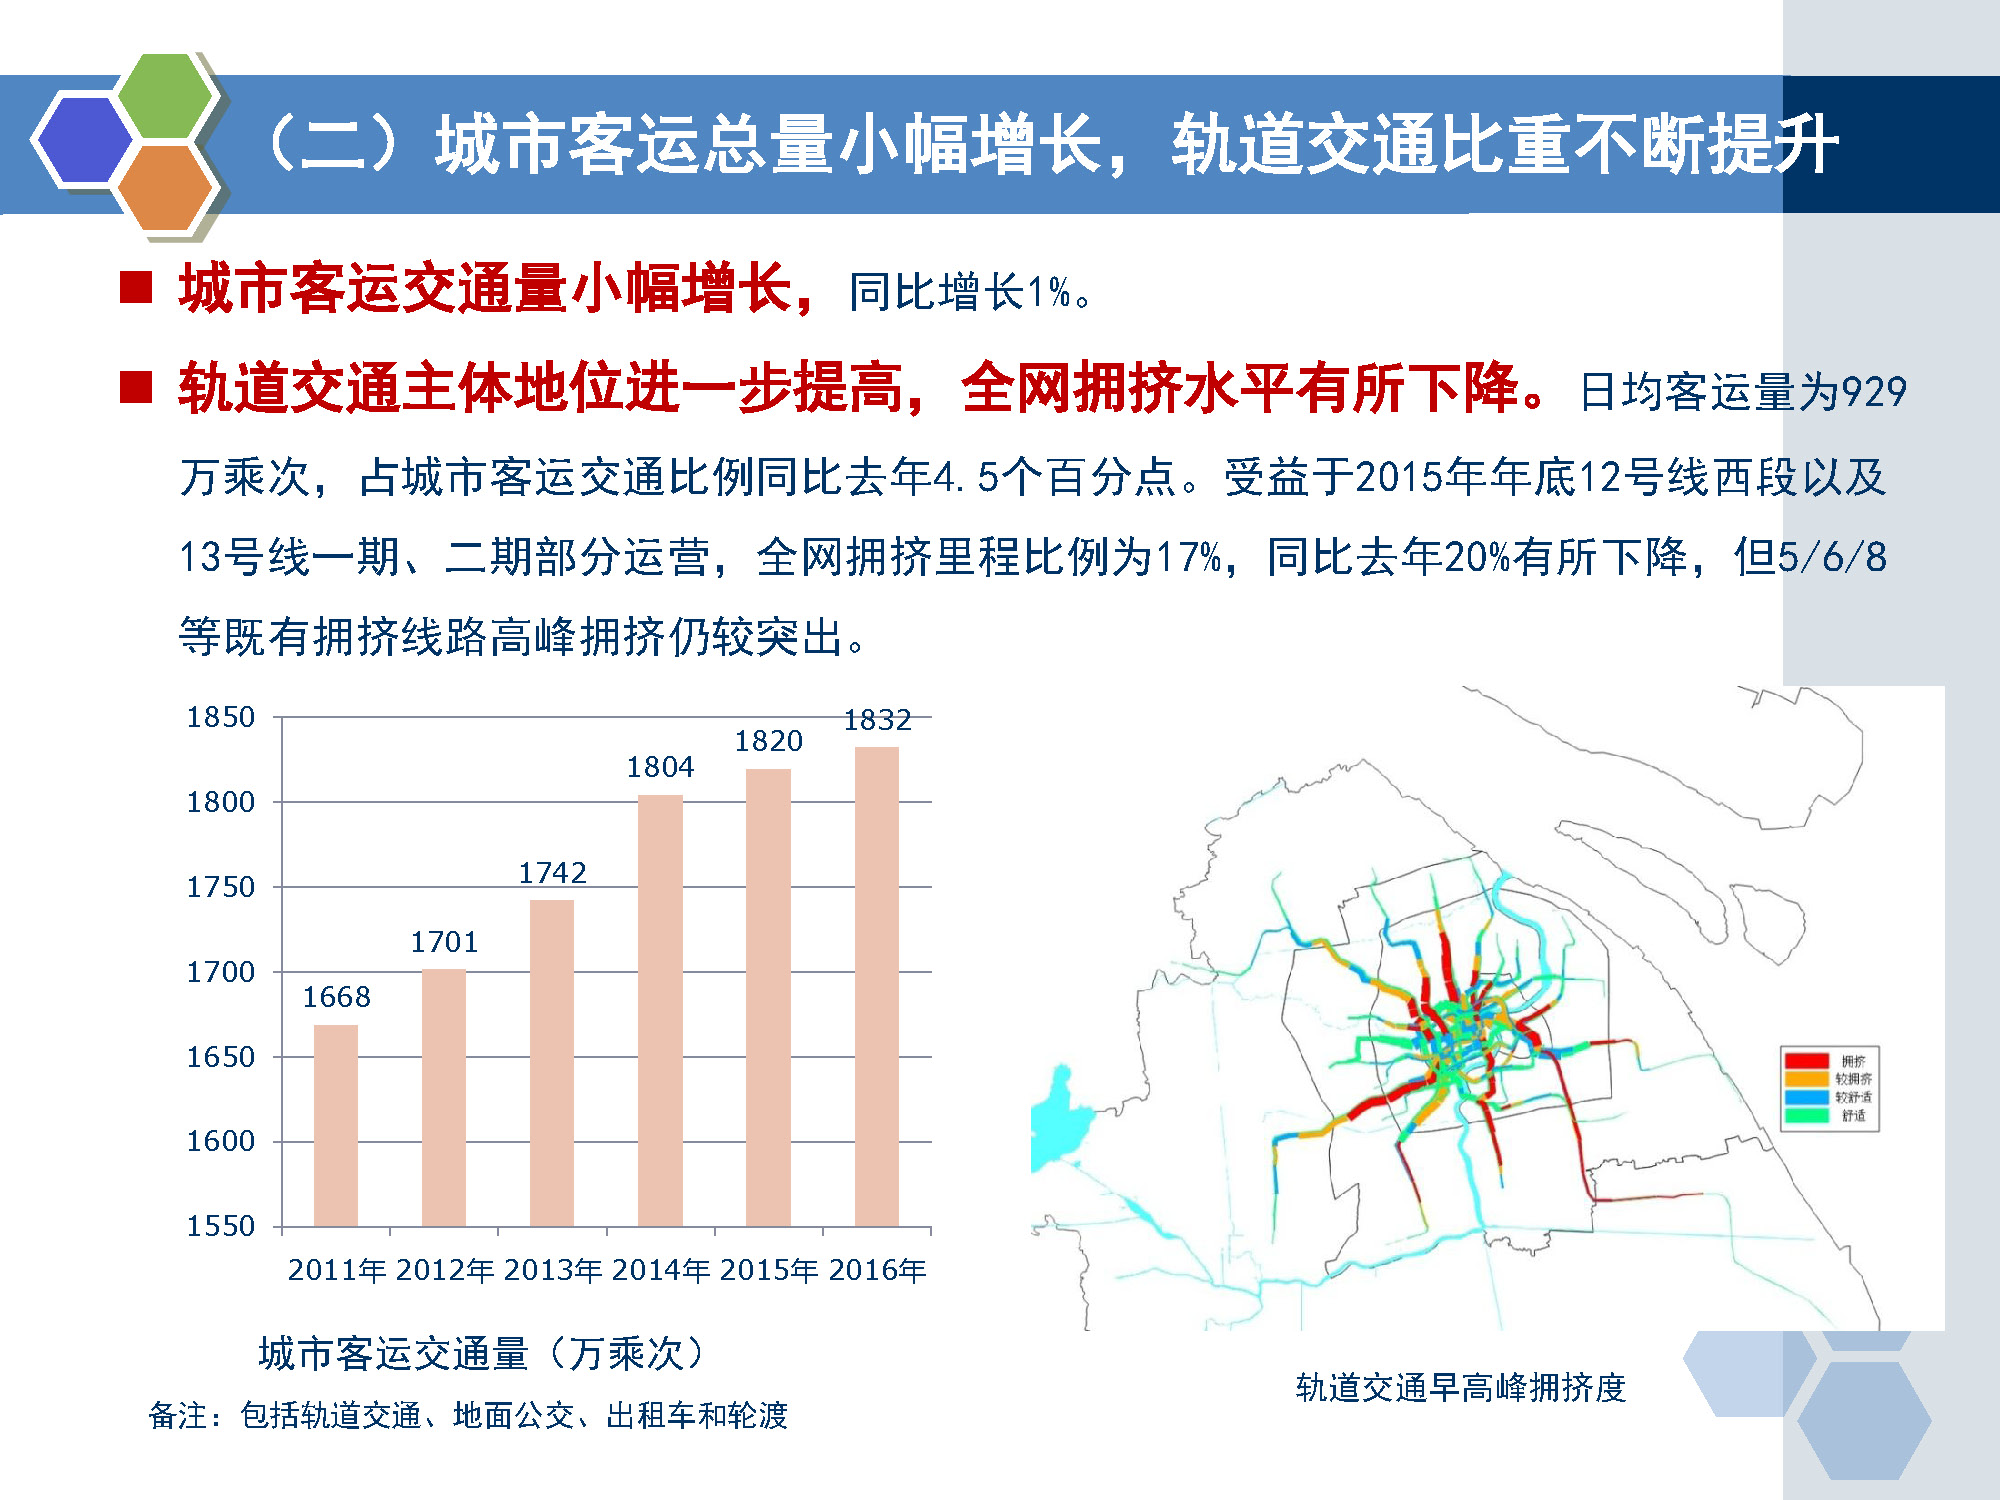 （二）城市客运总量小幅增长，轨道交通比重不断提升
■ 城市客运交通量小幅增长，同比增长1%。
■ 轨道交通主体地位进一步提高，全网拥挤水平有所下降。日均客运量为929
万乘次，占城市客运交通比例同比去年4.5个百分点。受益于2015年年底12号线西段以及
13号线一期、二期部分运营，全网拥挤里程比例为17%，同比去年20%有所下降，但5/6/8
等既有拥挤线路高峰拥挤仍较突出。
1850
1800
1750
1700
1650
1600
1550
1668
1701
1742
1804
1820
1832
2011年 2012年 2013年 2014年 2015年 2016年
城市客运交通量（万乘次）
备注：包括轨道交通、地面公交、出租车和轮渡
拥挤
较拥挤
较舒适
舒适
轨道交通早高峰拥挤度